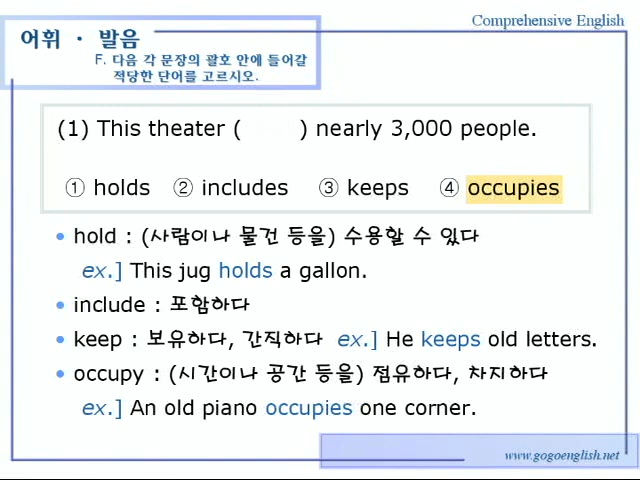 Comprehensive English
어휘 · 발음
F. 다음 각 문장의 괄호 안에 들어갈
적당한 단어를 고르시오.
(1) This theater (        ) nearly 3,000 people.
① holds ② includes ③ keeps ④ occupies
• hold : (사람이나 물건 등을) 수용할 수 있다
ex.] This jug holds a gallon.
• include : 포함하다
• keep : 보유하다, 간직하다 ex.] He keeps old letters.
• occupy : (시간이나 공간 등을) 점유하다, 차지하다
ex.] An old piano occupies one corner.
www.gogoenglish.net